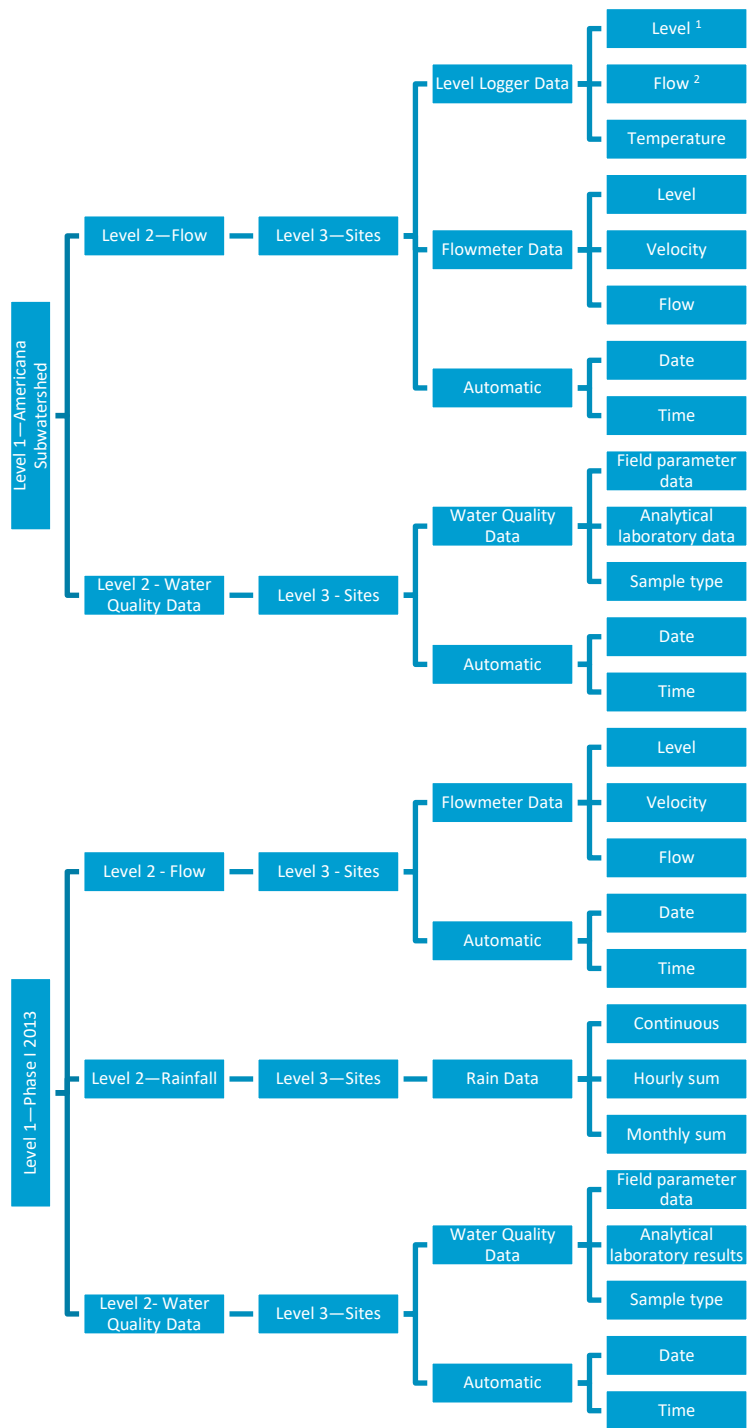 Level 1—Americana
Subwatershed
Level 2—Flow
Level 3—Sites
Level Logger Data
Level ¹
Flow ²
Temperature
Flowmeter Data
Level
Velocity
Flow
Automatic
Date
Time
Level 2 - Water
Quality Data
Level 3 - Sites
Water Quality
Data
Field parameter
data
Analytical
laboratory data
Sample type
Automatic
Date
Time
Level 1—Phase I 2013
Level 2 - Flow
Level 3 - Sites
Flowmeter Data
Level
Velocity
Flow
Automatic
Date
Time
Level 2—Rainfall
Level 3—Sites
Rain Data
Continuous
Hourly sum
Monthly sum
Level 2- Water
Quality Data
Level 3—Sites
Water Quality
Data
Field parameter
data
Analytical
laboratory results
Sample type
Automatic
Date
Time